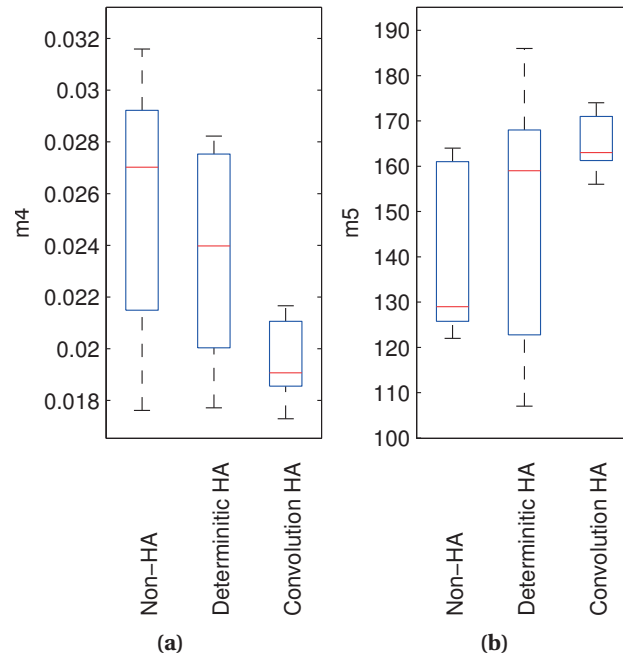 0.032
0.03
0.028
0.026
0.024
0.022
0.02
0.018
m4
Non−HA
Determinitic HA
Convolution HA
(a)
190
180
170
160
150
140
130
120
110
100
m5
Non−HA
Determinitic HA
Convolution HA
(b)